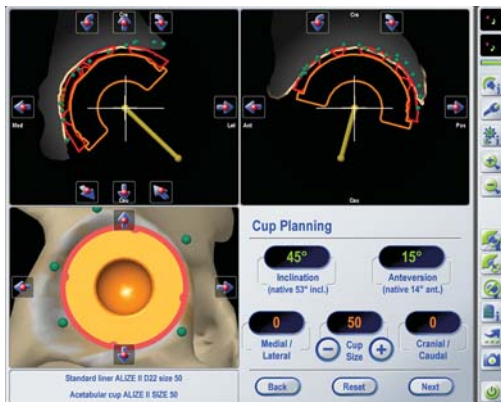 Cre
Cre
Med
Lat
Ant
Pos
Cau
Cau
Cup Planning
45°
15°
Inclination
Anteversion
(native 53° incl.)
(native 14° ant.)
0
50
0
Medial /
Lateral
Cup
Size
Cranial /
Caudal
Standard liner ALIZE II D22 size 50
Acetabular cup ALIZE II SIZE 50
Back
Reset
Next